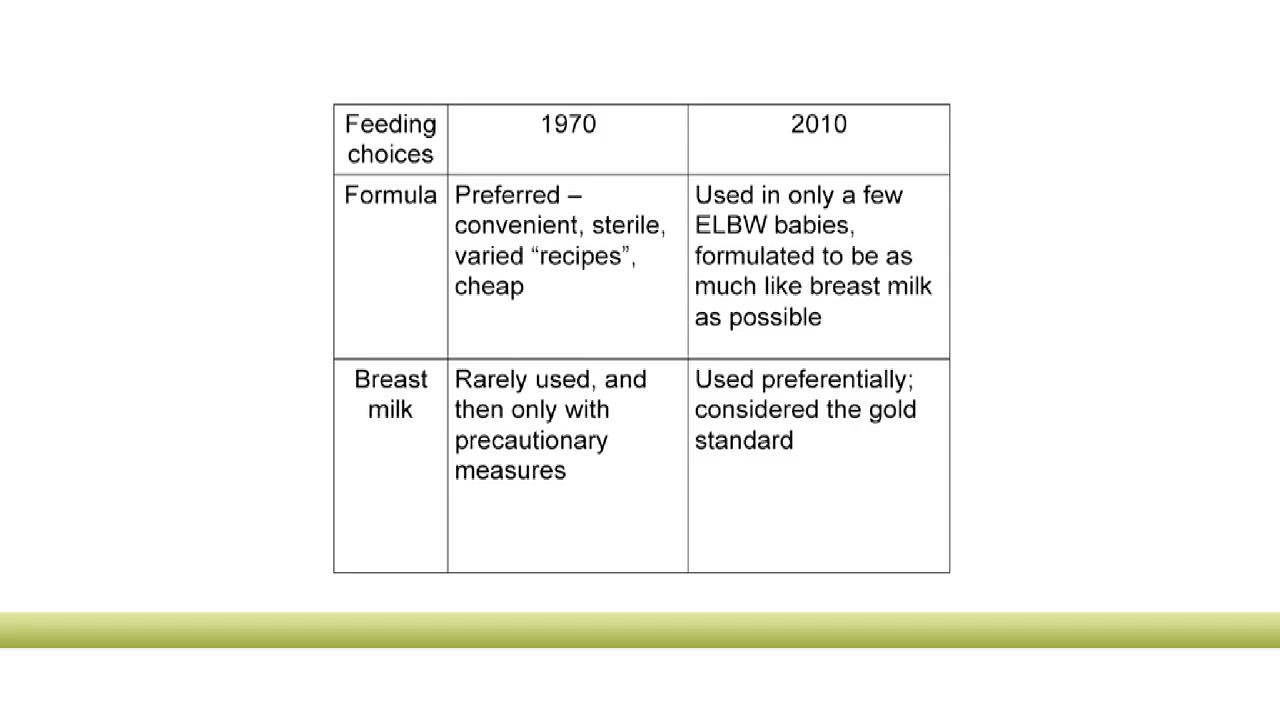 Feeding choices
1970
2010
Formula
Preferred –
convenient, sterile,
varied “recipes”,
cheap
Used in only a few
ELBW babies,
formulated to be as
much like breast milk
as possible
Breast
milk
Rarely used, and
then only with
precautionary
measures
Used preferentially;
considered the gold
standard